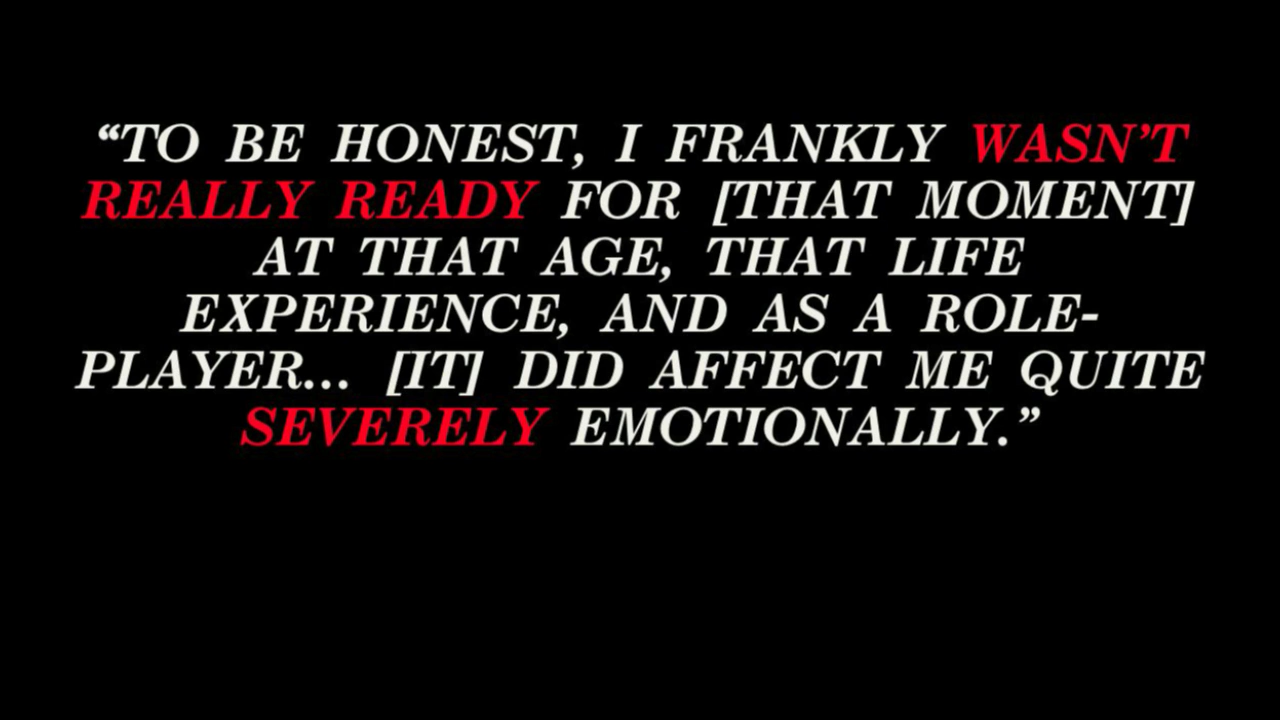 “TO BE HONEST, I FRANKLY WASN’T
REALLY READY FOR [THAT MOMENT]
AT THAT AGE, THAT LIFE
EXPERIENCE, AND AS A ROLE-
PLAYER... [IT] DID AFFECT ME QUITE
SEVERELY EMOTIONALLY.”